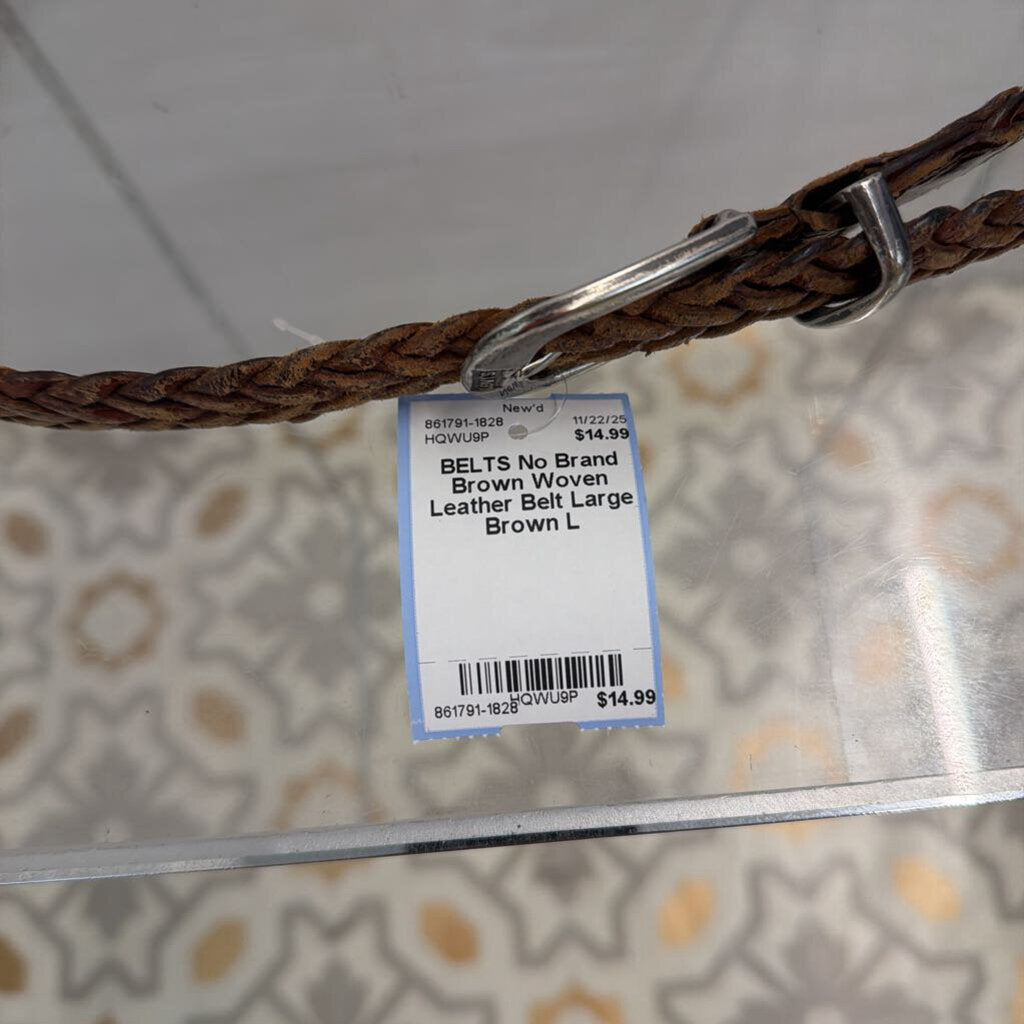 New'd
861791-1828 11/22/25
HQWU9P $14.99
BELTS No Brand
Brown Woven
Leather Belt Large
Brown L
HQWU9P $14.99
861791-1828